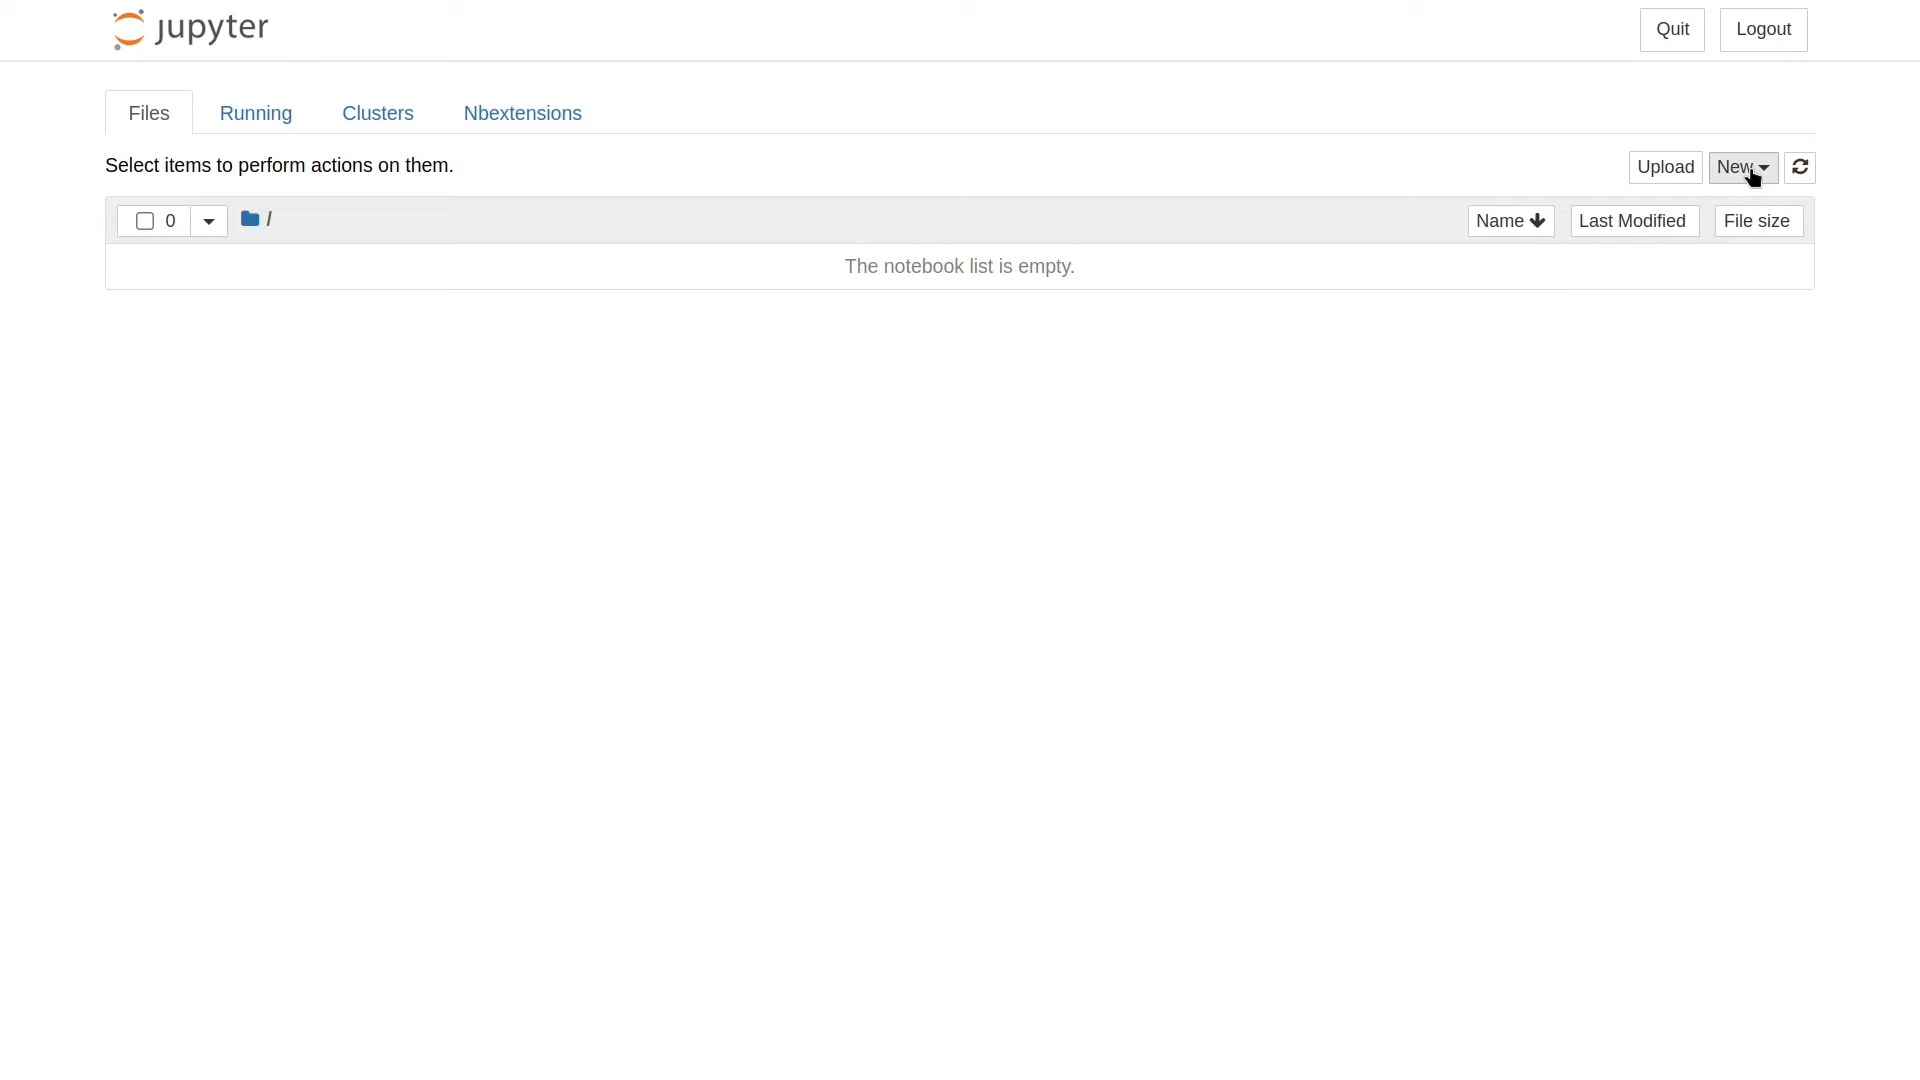 jupyter
Quit Logout
Files Running Clusters Nbextensions
Select items to perform actions on them. Upload New
0 / Name Last Modified File size
The notebook list is empty.